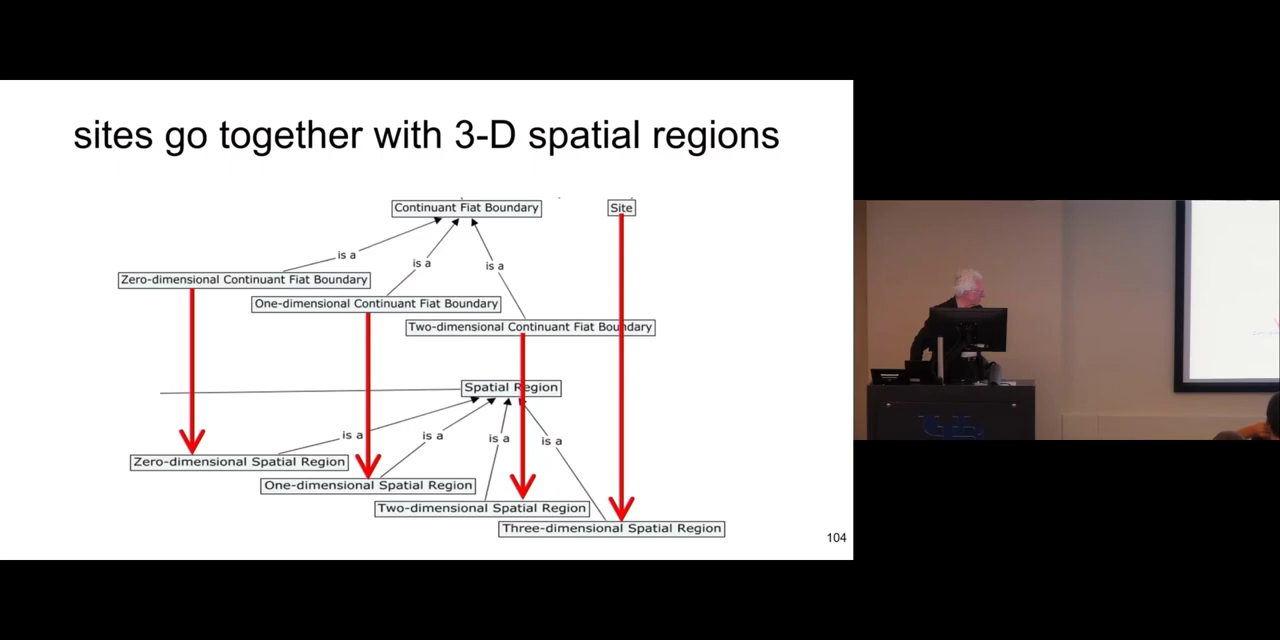 sites go together with 3-D spatial regions
Continuant Fiat Boundary
Site
is a
is a
is a
Zero-dimensional Continuant Fiat Boundary
One-dimensional Continuant Fiat Boundary
Two-dimensional Continuant Fiat Boundary
Spatial Region
is a
is a
is a
is a
Zero-dimensional Spatial Region
One-dimensional Spatial Region
Two-dimensional Spatial Region
Three-dimensional Spatial Region
104